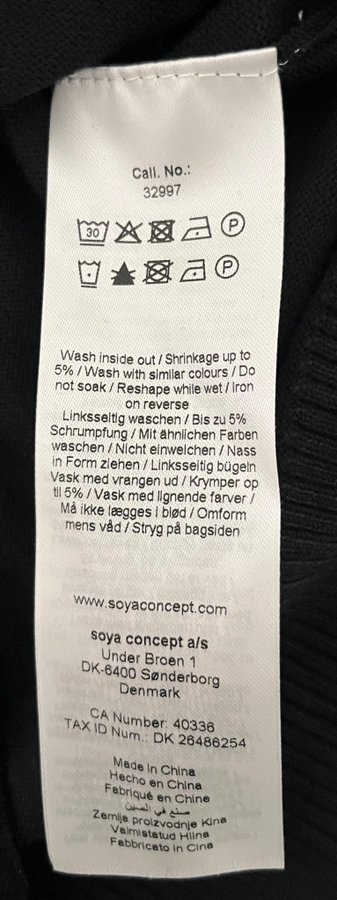 Call. No.:
32997
30 P
P
Wash inside out / Shrinkage up to
5% / Wash with similar colours / Do
not soak / Reshape while wet / Iron
on reverse
Linksseitig waschen / Bis zu 5%
Schrumpfung / Mit ähnlichen Farben
waschen / Nicht einweichen / Nass
in Form ziehen / Linksseitig bügeln
Vask med vrangen ud / Krymper op
til 5% / Vask med lignende farver /
Må ikke lægges i blød / Omform
mens våd / Stryg på bagsiden
www.soyaconcept.com
soya concept a/s
Under Broen 1
DK-6400 Sønderborg
Denmark
CA Number: 40336
TAX ID Num.: DK 26486254
Made in China
Hecho en China
Fabriqué en Chine
صنع في الصين
Zemlje proizvodnje Kina
Valmistatud Hiina
Fabbricato in Cina